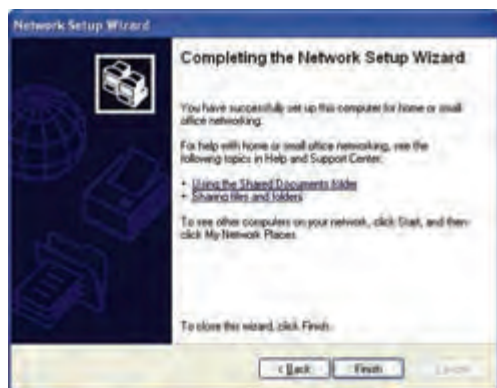 Network Setup Wizard
Completing the Network Setup Wizard
You have successfully set up this computer for home or small
office networking.
For help with home or small office networking, see the
following topics in Help and Support Center:
• Using the Shared Documents folder
• Sharing files and folders
To see other computers on your network, click Start, and then
click My Network Places.
To close this wizard, click Finish.
< Back Finish Cancel